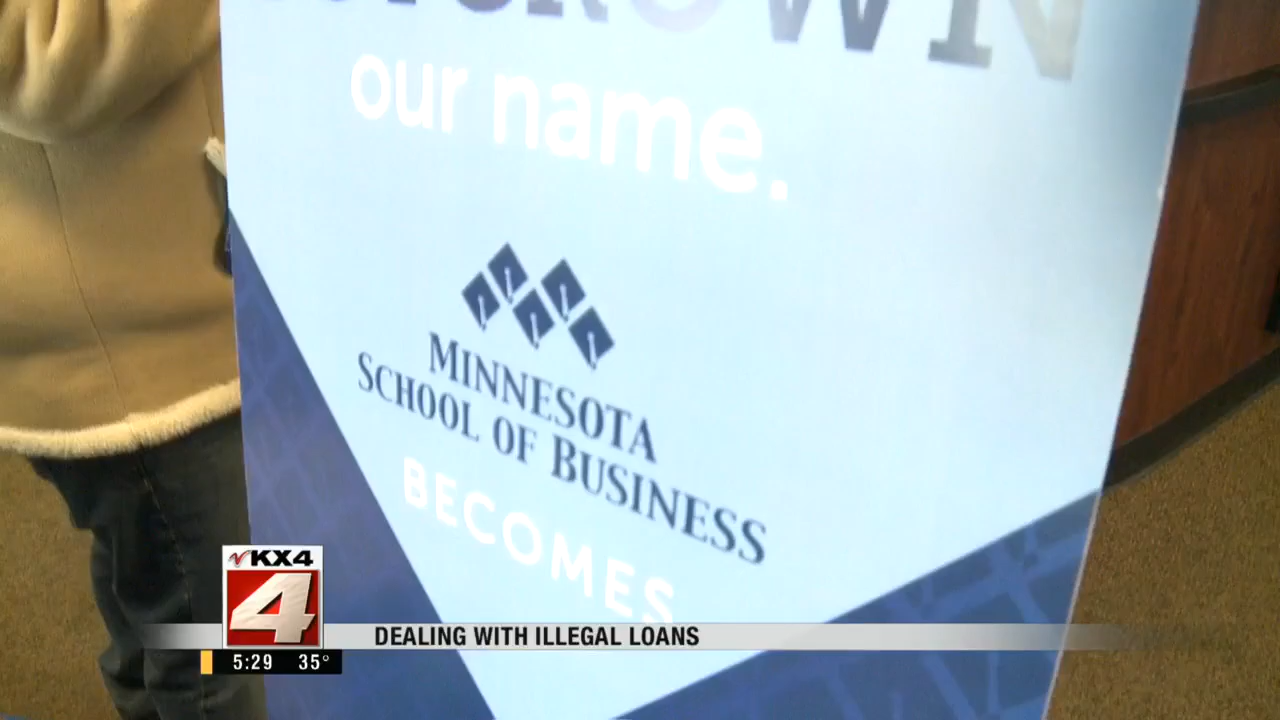 our name.
MINNESOTA
SCHOOL OF BUSINESS
BECOMES
KX4
4
DEALING WITH ILLEGAL LOANS
5:29 35°